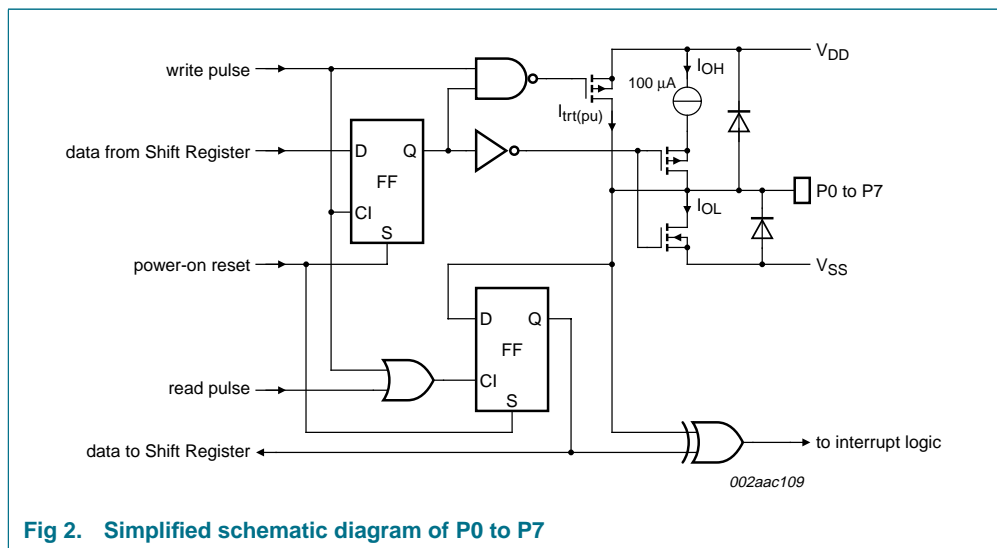 write pulse
V_DD
I_OH
100 µA
I_trt(pu)
data from Shift Register
D
Q
FF
CI
S
P0 to P7
I_OL
power-on reset
V_SS
D
Q
FF
CI
S
read pulse
data to Shift Register
to interrupt logic
002aac109
Fig 2. Simplified schematic diagram of P0 to P7